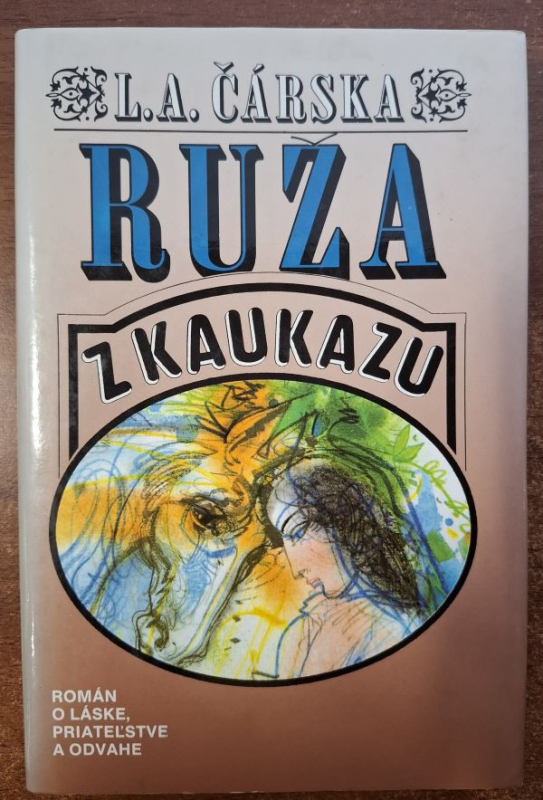 L.A. ČÁRSKA
RUŽA
Z KAUKAZU
ROMÁN
O LÁSKE,
PRIATEĽSTVE
A ODVAHE